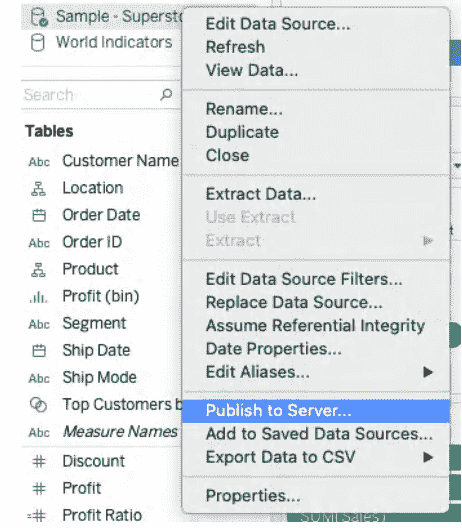 Sample - Supersto
World Indicators
Search
Tables
Abc Customer Name
Location
Order Date
Abc Order ID
Product
Profit (bin)
Abc Segment
Ship Date
Abc Ship Mode
Top Customers b
Abc Measure Names
# Discount
# Profit
=# Profit Ratio
Edit Data Source...
Refresh
View Data...
Rename...
Duplicate
Close
Extract Data...
Use Extract
Extract
Edit Data Source Filters...
Replace Data Source...
Assume Referential Integrity
Date Properties...
Edit Aliases...
Publish to Server...
Add to Saved Data Sources...
Export Data to CSV
Properties...
SUM(Sales)